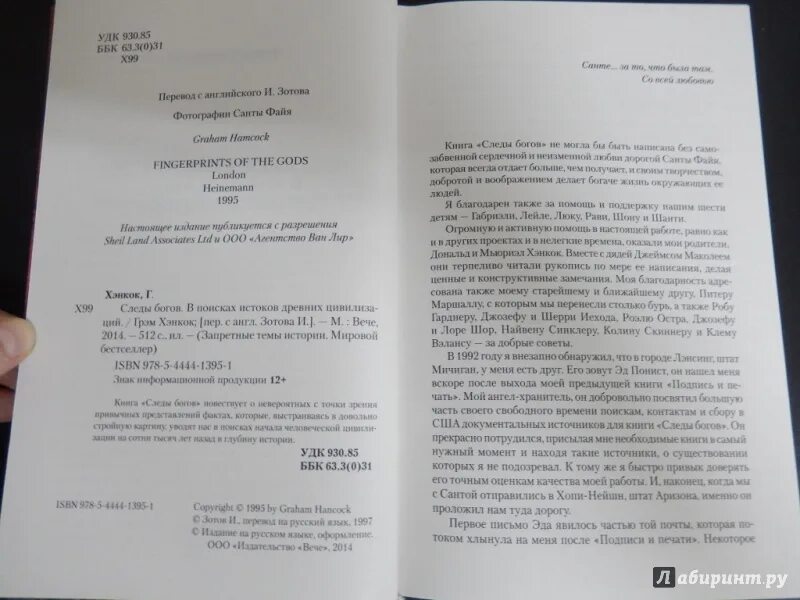 УДК 930.85
ББК 63.3(0)31
Х99
Перевод с английского И. Зотова
Фотографии Санты Файя
Graham Hamcock
FINGERPRINTS OF THE GODS
London
Heinemann
1995
Настоящее издание публикуется с разрешения
Sheil Land Associates Ltd и ООО «Агентство Ван Лир»
Хэнкок, Г.
Х99
Следы богов. В поисках истоков древних цивилиза-
ций. / Грэм Хэнкок; [пер. с англ. Зотова И.]. – М. : Вече,
2014. – 512 с., ил. – (Запретные темы истории. Мировой
бестселлер)
ISBN 978-5-4444-1395-1
Знак информационной продукции 12+
Книга «Следы богов» повествует о невероятных с точки зрения
привычных представлений фактах, которые, выстраиваясь в довольно
стройную картину, уводят нас в поисках начала человеческой цивили-
зации на сотни тысяч лет назад в глубину истории.
УДК 930.85
ББК 63.3(0)31
ISBN 978-5-4444-1395-1
Copyright © 1995 by Graham Hancock
© Зотов И., перевод на русский язык, 1997
© Издание на русском языке, оформление.
ООО «Издательство «Вече», 2014
Санте... за то, что была там.
Со всей любовью
Книга «Следы богов» не могла бы быть написана без само-
забвенной сердечной и неизменной любви дорогой Санты Файя,
которая всегда отдает больше, чем получает, и своим творчеством,
добротой и воображением делает богаче жизнь окружающих ее
людей.
Я благодарен также за помощь и поддержку нашим шести
детям – Габриэлли, Лейле, Люку, Рави, Шону и Шанти.
Огромную и активную помощь в настоящей работе, равно как
и в других проектах и в нелегкие времена, оказали мои родители,
Дональд и Мьюриэл Хэнкок. Вместе с дядей Джеймсом Маколеем
они терпеливо читали рукопись по мере ее написания, делая
ценные и конструктивные замечания. Моя благодарность адре-
сована также моему старейшему и ближайшему другу, Питеру
Маршаллу, с которым мы перенесли столько бурь, а также Робу
Гарднеру, Джозефу и Шерри Иехода, Роэлю Остра, Джозефу
и Лоре Шор, Найвену Синклеру, Колину Скиннеру и Клему
Вэлансу – за добрые советы.
В 1992 году я внезапно обнаружил, что в городе Лэнсинг, штат
Мичиган, у меня есть друг. Его зовут Эд Понист, он нашел меня
вскоре после выхода моей предыдущей книги «Подпись и пе-
чать». Мой ангел-хранитель, он добровольно посвятил большую
часть своего свободного времени поискам, контактам и сбору в
США документальных источников для книги «Следы богов». Он
прекрасно потрудился, присылая мне необходимые книги в самый
нужный момент и находя такие источники, о существовании
которых я не подозревал. К тому же я быстро привык доверять
его точным оценкам качества моей работы. И, наконец, когда мы
с Сантой отправились в Хопи-Нейшн, штат Аризона, именно он
проложил нам туда дорогу.
Первое письмо Эда явилось частью той почты, которая по-
током хлынула на меня после «Подписи и печати». Некоторое
Лабиринт.ру